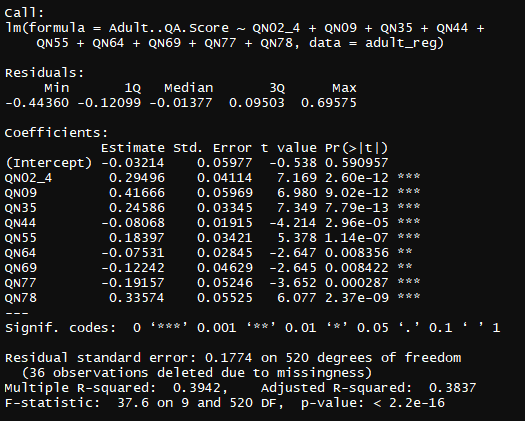 Call:
lm(formula = Adult..QA.Score ~ QN02_4 + QN09 + QN35 + QN44 +
    QN55 + QN64 + QN69 + QN77 + QN78, data = adult_reg)

Residuals:
     Min       1Q   Median       3Q      Max
-0.44360 -0.12099 -0.01377  0.09503  0.69575

Coefficients:
            Estimate Std. Error t value Pr(>|t|)
(Intercept) -0.03214    0.05977  -0.538 0.590957
QN02_4       0.29496    0.04114   7.169 2.60e-12 ***
QN09         0.41666    0.05969   6.980 9.02e-12 ***
QN35         0.24586    0.03345   7.349 7.79e-13 ***
QN44        -0.08068    0.01915  -4.214 2.96e-05 ***
QN55         0.18397    0.03421   5.378 1.14e-07 ***
QN64        -0.07531    0.02845  -2.647 0.008356 **
QN69        -0.12242    0.04629  -2.645 0.008422 **
QN77        -0.19157    0.05246  -3.652 0.000287 ***
QN78         0.33574    0.05525   6.077 2.37e-09 ***
---
Signif. codes:  0 ‘***’ 0.001 ‘**’ 0.01 ‘*’ 0.05 ‘.’ 0.1 ‘ ’ 1

Residual standard error: 0.1774 on 520 degrees of freedom
  (36 observations deleted due to missingness)
Multiple R-squared:  0.3942,    Adjusted R-squared:  0.3837
F-statistic:  37.6 on 9 and 520 DF,  p-value: < 2.2e-16